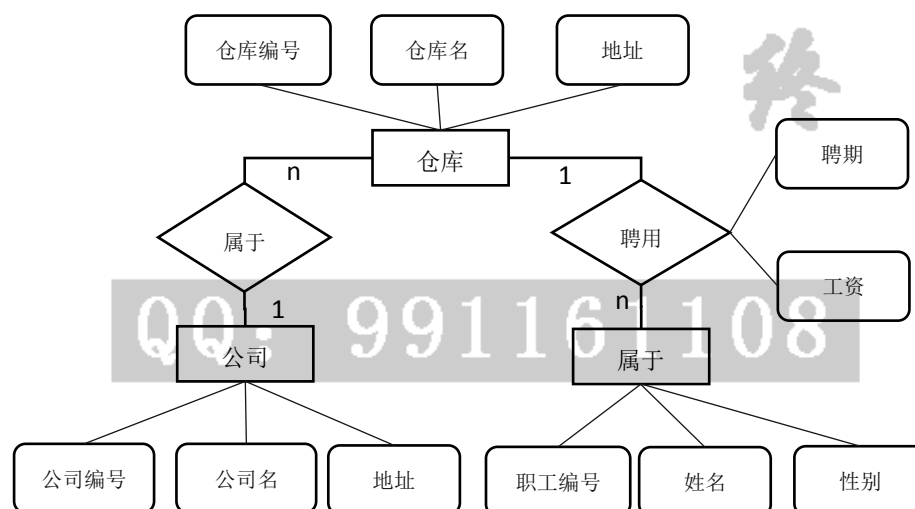 仓库编号
仓库名
地址
终
仓库
聘期
n
1
属于
聘用
工资
1
n
QQ: 991161108
公司
属于
公司编号
公司名
地址
职工编号
姓名
性别